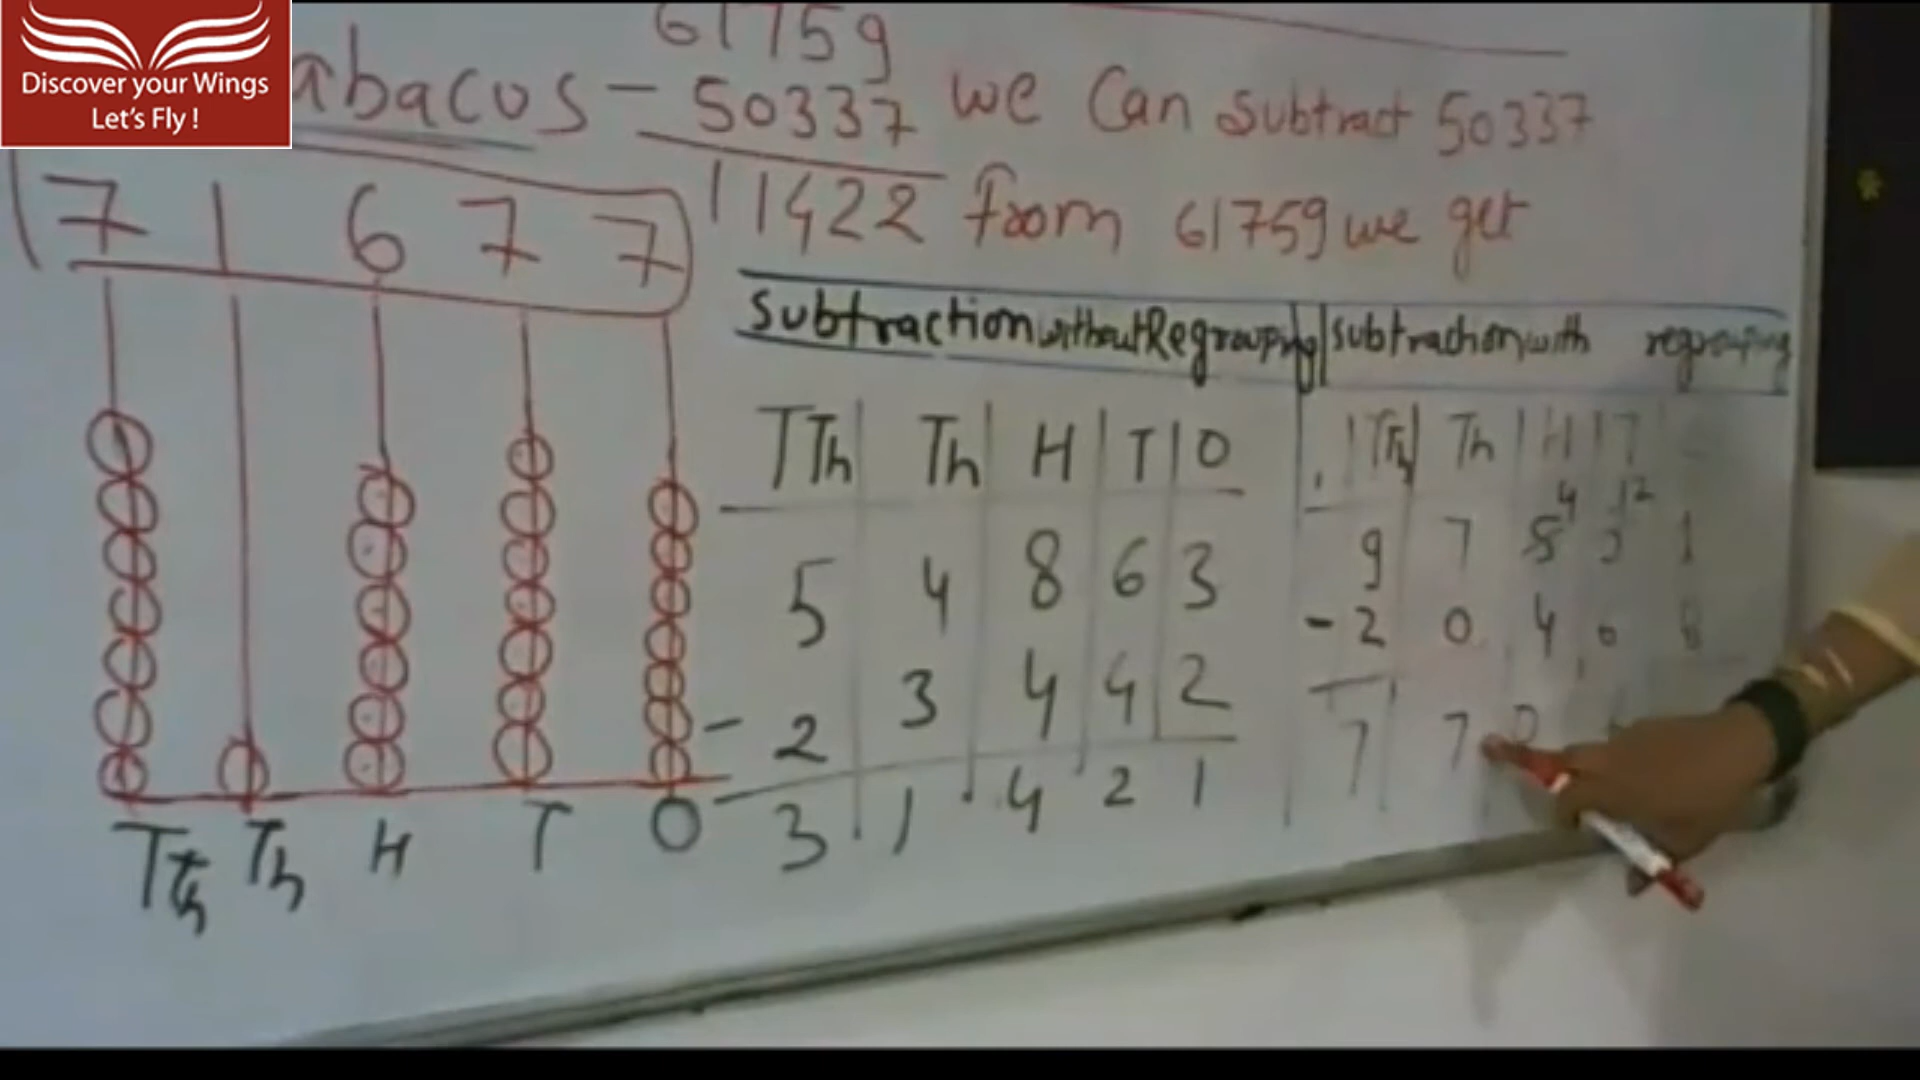 Discover your Wings
Let's Fly !
61759
abacus - 50337 we can subtract 50337
11422 from 61759 we get
7 1 6 7 7
TTh Th H T O
Subtraction without Regrouping
TTh Th H T O
5 4 8 6 3
- 2 3 4 4 2
3 1 4 2 1
subtraction with regrouping
TTh Th H T
4 12
9 7 5 1
- 2 0 4 0 8
7 7 0